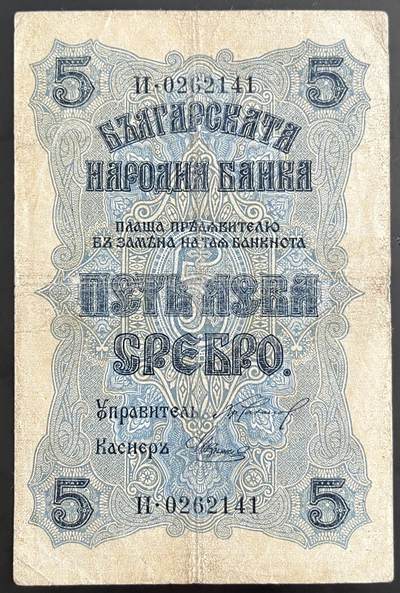 5 И·0262141 5
БЪЛГАРСКАТА
НАРОДНА БАНКА
ПЛАЩА ПРѢДЯВИТЕЛЮ
ВЪ ЗАМѢНА НА ТАЯ БАНКНОТА
5
ПЕТЬ ЛЕВА
СРЕБРО.
Управитель
Касиеръ
5 И·0262141 5